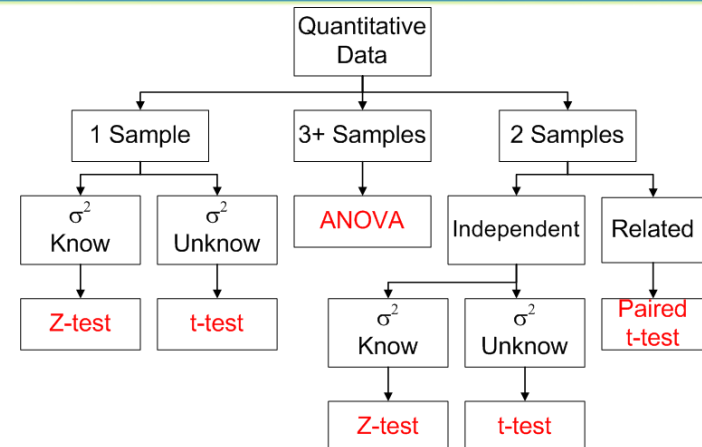 Quantitative
Data
1 Sample
3+ Samples
2 Samples
σ²
Know
σ²
Unknow
ANOVA
Independent
Related
Z-test
t-test
σ²
Know
σ²
Unknow
Paired
t-test
Z-test
t-test